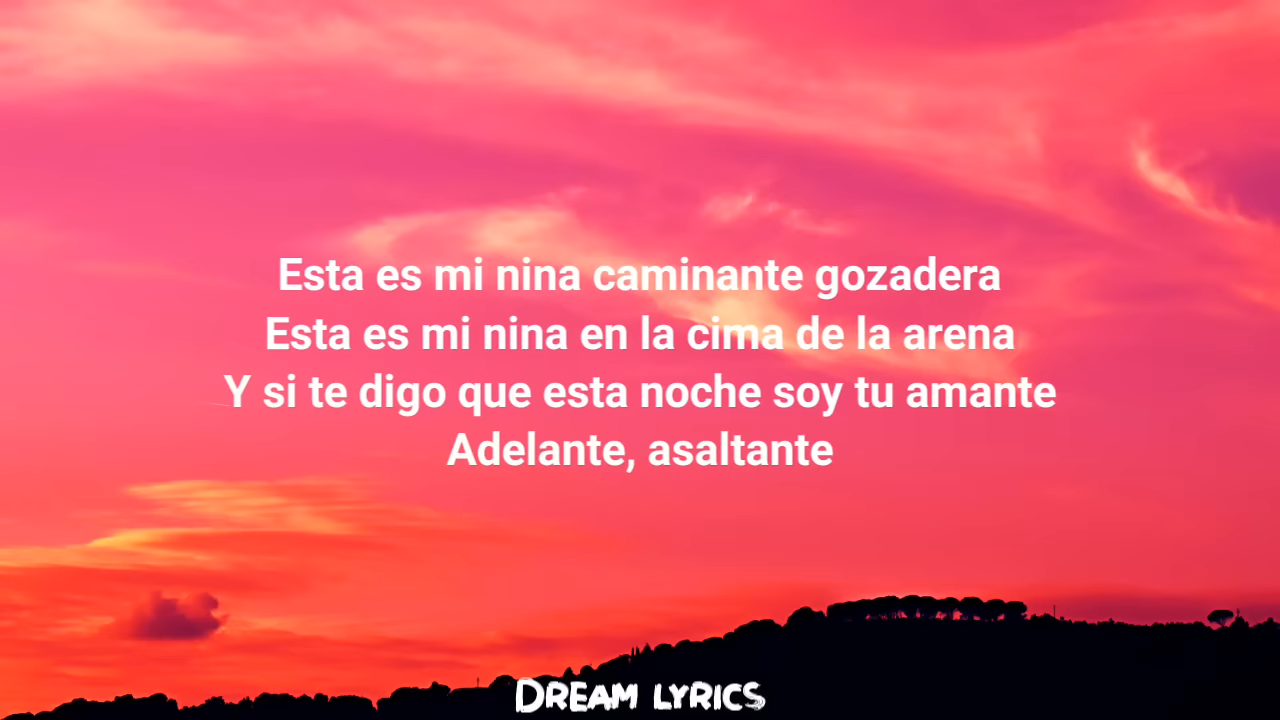 Esta es mi nina caminante gozadera
Esta es mi nina en la cima de la arena
Y si te digo que esta noche soy tu amante
Adelante, asaltante
DREAM LYRICS